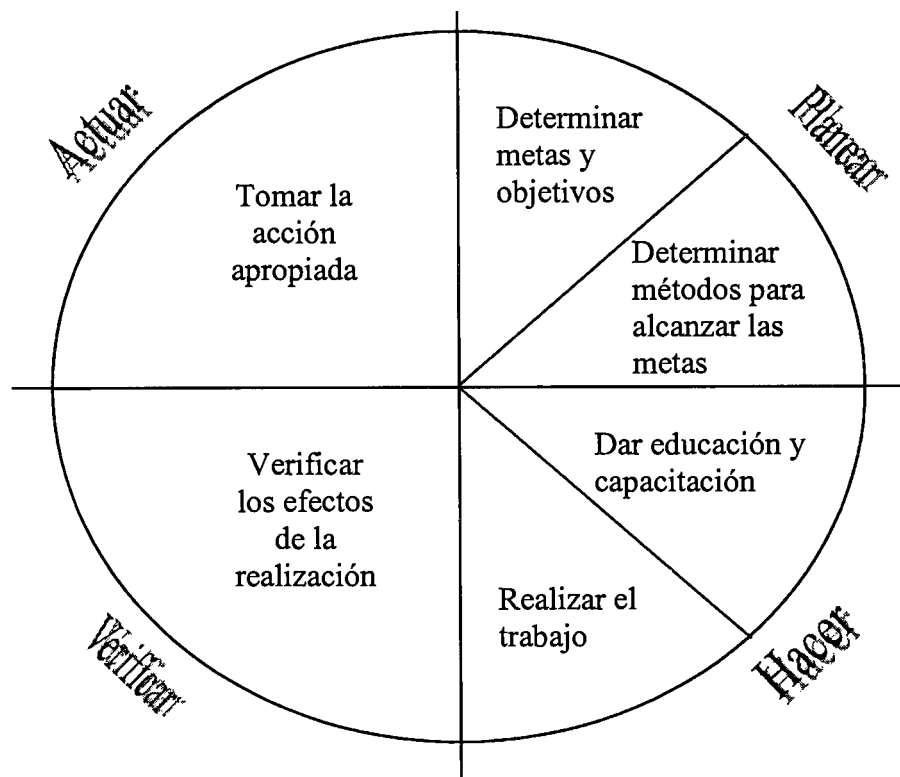 Actuar
Planear
Determinar
metas y
objetivos
Tomar la
acción
apropiada
Determinar
métodos para
alcanzar las
metas
Dar educación y
capacitación
Verificar
los efectos
de la
realización
Realizar el
trabajo
Verificar
Hacer